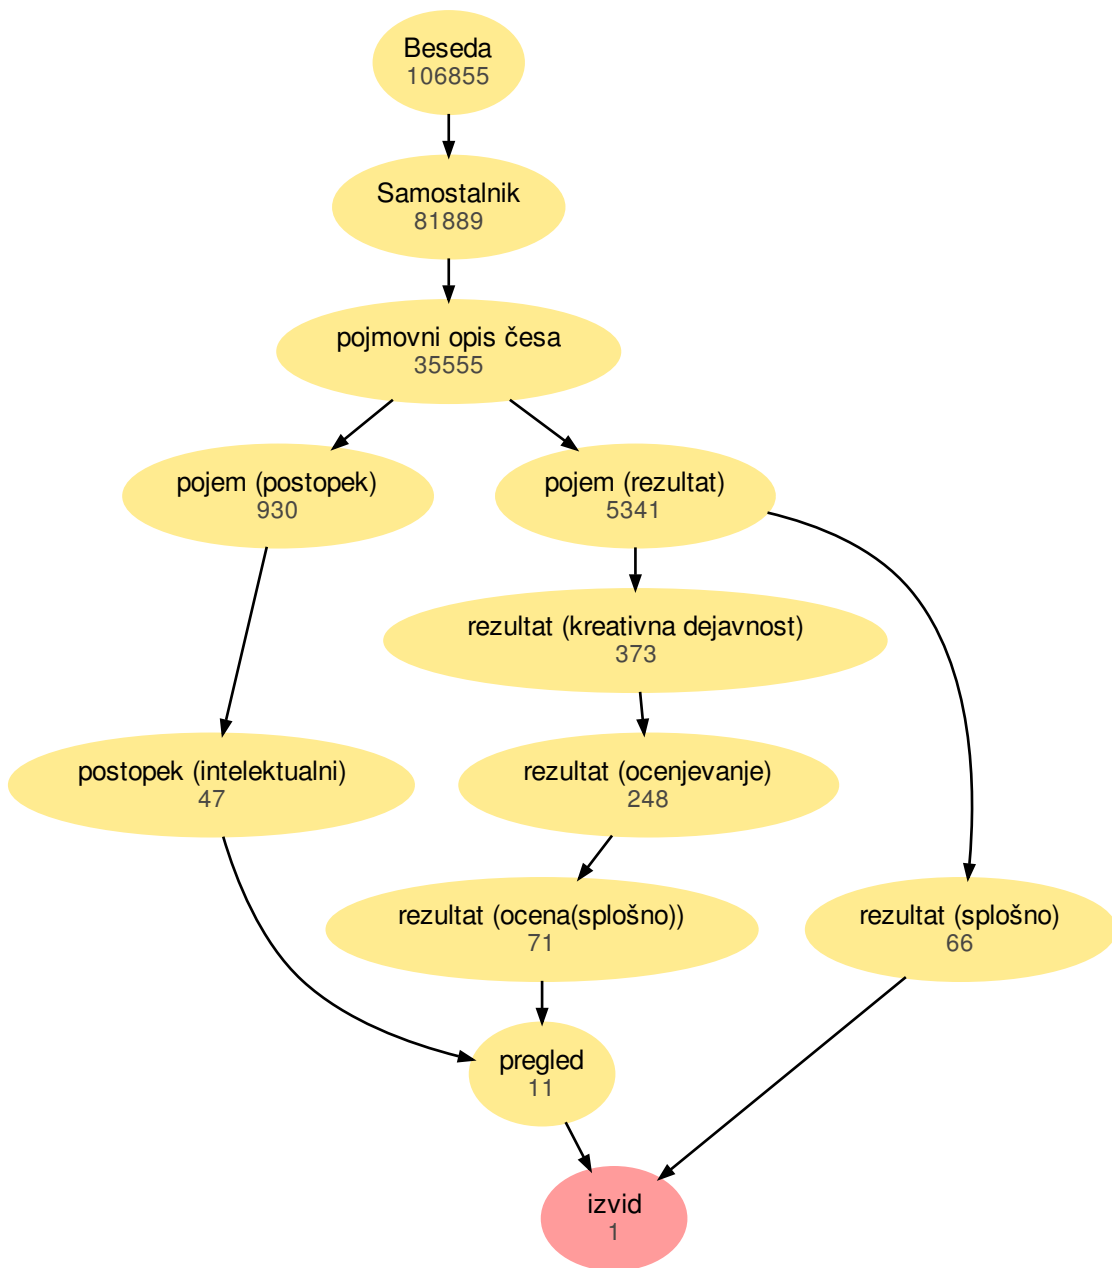 Beseda
106855
Samostalnik
81889
pojmovni opis česa
35555
pojem (postopek)
930
pojem (rezultat)
5341
rezultat (kreativna dejavnost)
373
postopek (intelektualni)
47
rezultat (ocenjevanje)
248
rezultat (ocena(splošno))
71
rezultat (splošno)
66
pregled
11
izvid
1